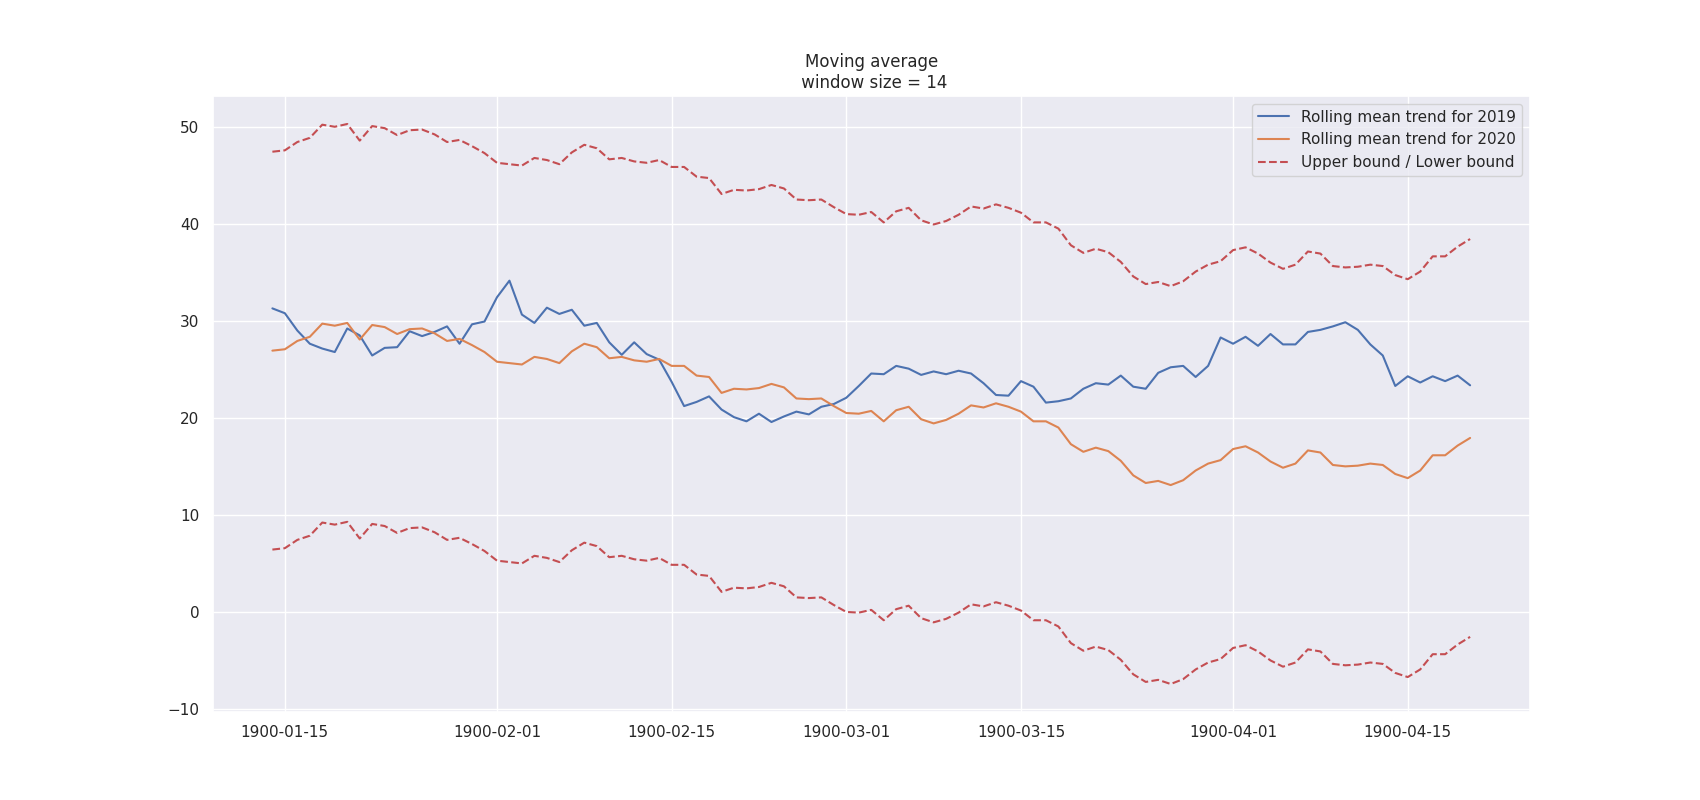 Moving average
window size = 14
Rolling mean trend for 2019
Rolling mean trend for 2020
Upper bound / Lower bound
50
40
30
20
10
0
−10
1900-01-15
1900-02-01
1900-02-15
1900-03-01
1900-03-15
1900-04-01
1900-04-15